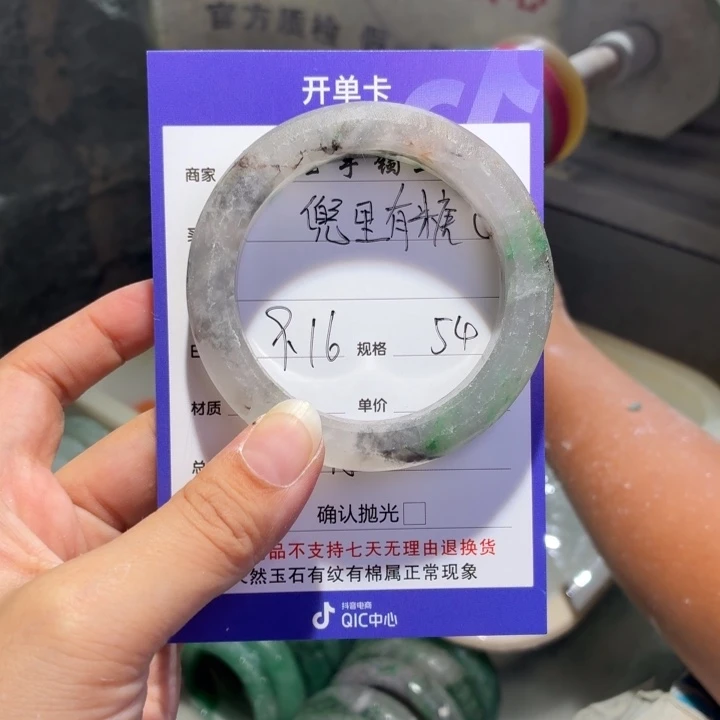 官方质检
开单卡
商家 手镯
兜里有糖
8.16 规格 54
材质 单价
总
确认抛光
品不支持七天无理由退换货
天然玉石有纹有棉属正常现象
抖音电商
QIC中心